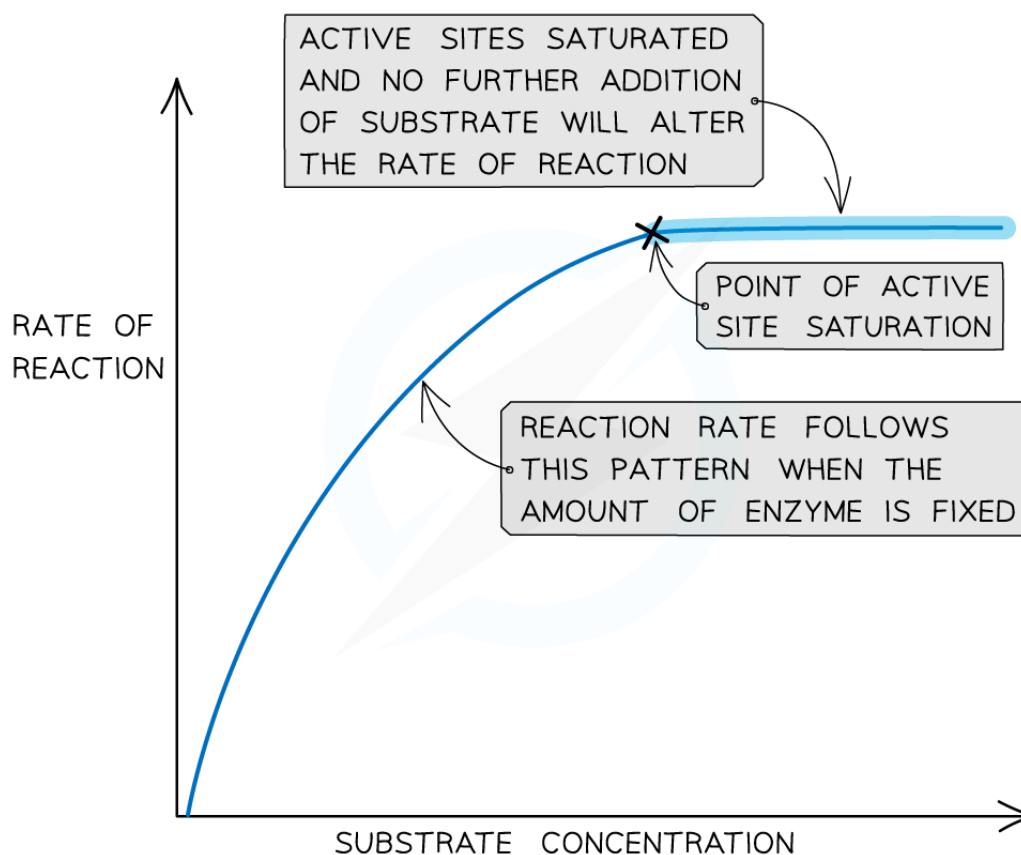 ACTIVE SITES SATURATED
AND NO FURTHER ADDITION
OF SUBSTRATE WILL ALTER
THE RATE OF REACTION
POINT OF ACTIVE
SITE SATURATION
RATE OF
REACTION
REACTION RATE FOLLOWS
THIS PATTERN WHEN THE
AMOUNT OF ENZYME IS FIXED
SUBSTRATE CONCENTRATION